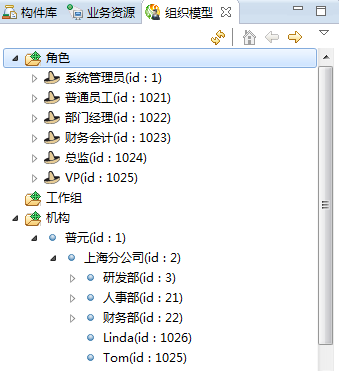 构件库 业务资源 组织模型
角色
系统管理员(id : 1)
普通员工(id : 1021)
部门经理(id : 1022)
财务会计(id : 1023)
总监(id : 1024)
VP(id : 1025)
工作组
机构
普元(id : 1)
上海分公司(id : 2)
研发部(id : 3)
人事部(id : 21)
财务部(id : 22)
Linda(id : 1026)
Tom(id : 1025)